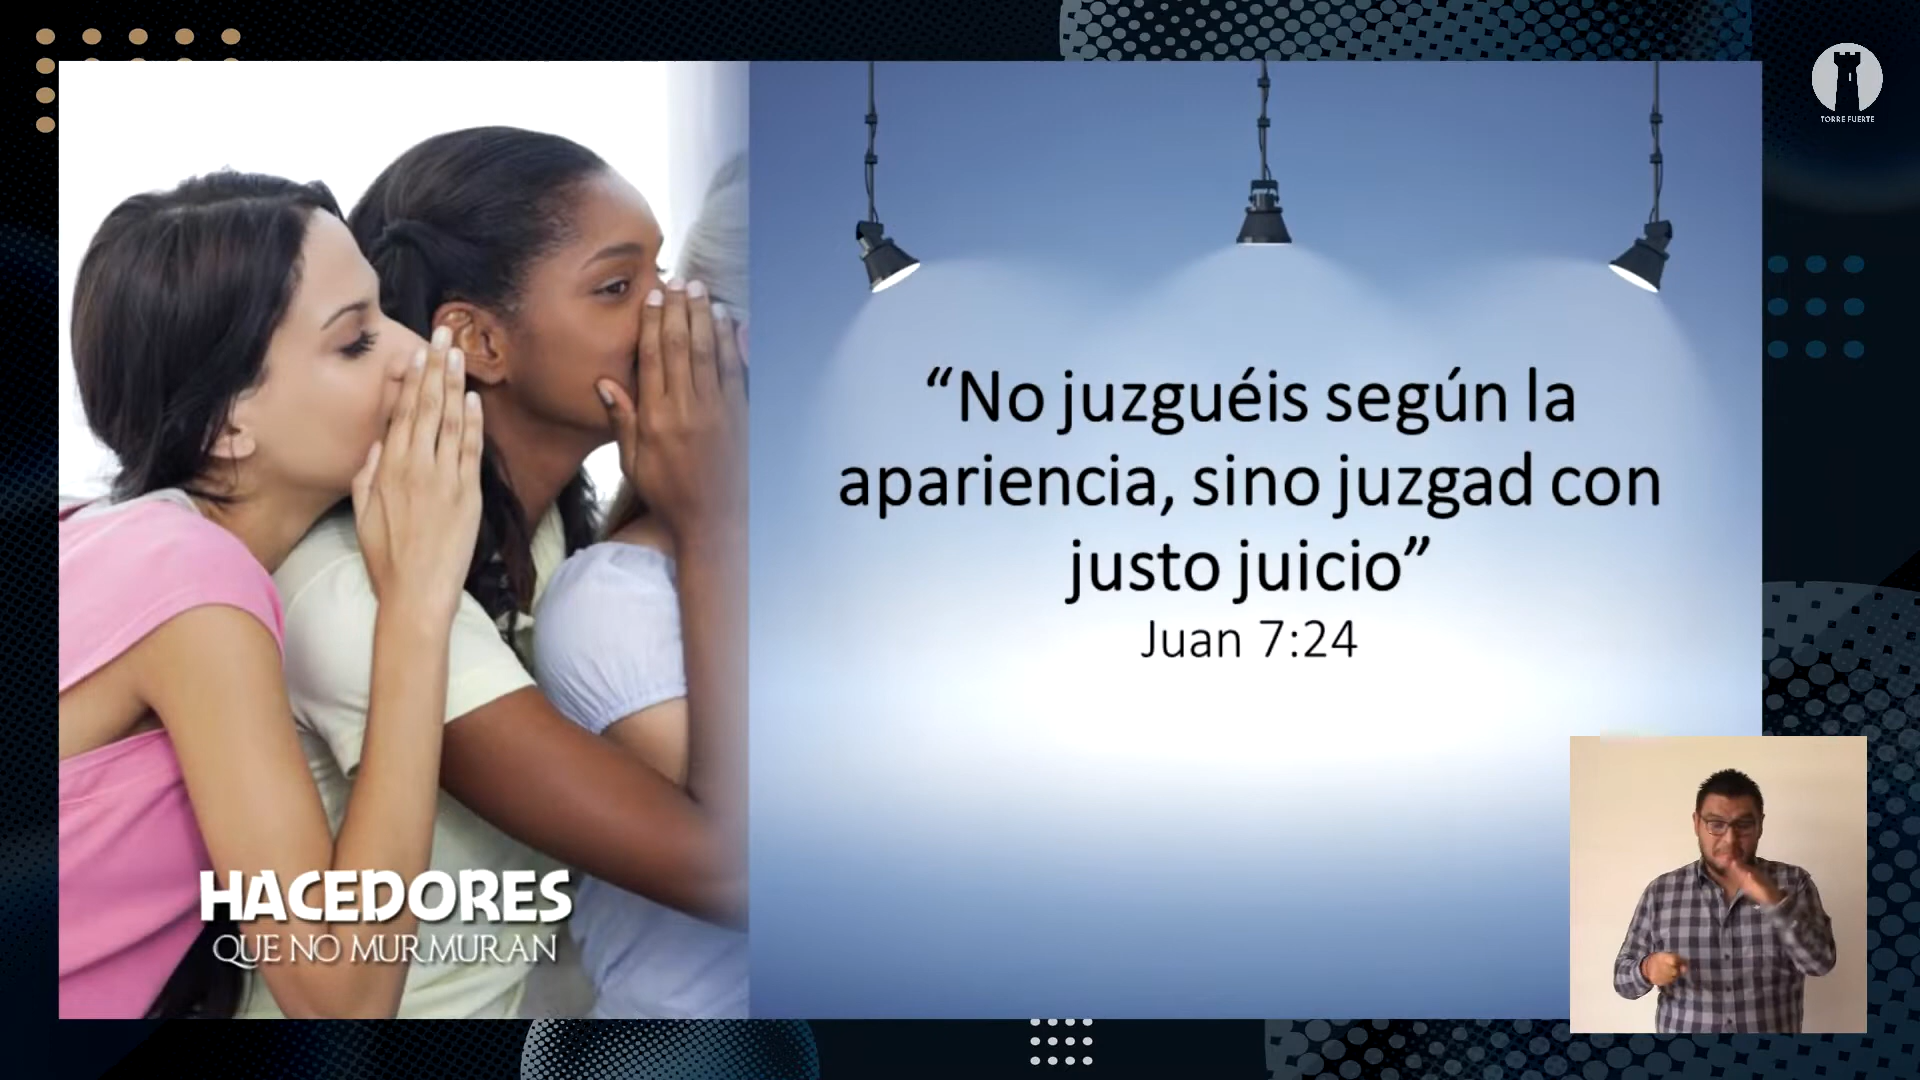 TORRE FUERTE
“No juzguéis según la
apariencia, sino juzgad con
justo juicio”
Juan 7:24
HACEDORES
QUE NO MURMURAN